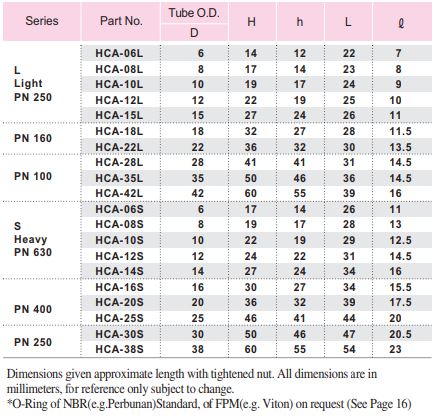 Series Part No. Tube O.D. D H h L ℓ
L Light PN 250
HCA-06L 6 14 12 22 7
HCA-08L 8 17 14 23 8
HCA-10L 10 19 17 24 9
HCA-12L 12 22 19 25 10
HCA-15L 15 27 24 26 11
PN 160
HCA-18L 18 32 27 28 11.5
HCA-22L 22 36 32 30 13.5
PN 100
HCA-28L 28 41 41 31 14.5
HCA-35L 35 50 46 36 14.5
HCA-42L 42 60 55 39 16
S Heavy PN 630
HCA-06S 6 17 14 26 11
HCA-08S 8 19 17 28 13
HCA-10S 10 22 19 29 12.5
HCA-12S 12 24 22 31 14.5
HCA-14S 14 27 24 34 16
PN 400
HCA-16S 16 30 27 34 15.5
HCA-20S 20 36 32 39 17.5
HCA-25S 25 46 41 44 20
PN 250
HCA-30S 30 50 46 47 20.5
HCA-38S 38 60 55 54 23
Dimensions given approximate length with tightened nut. All dimensions are in
millimeters, for reference only subject to change.
*O-Ring of NBR(e.g.Perbunan)Standard, of FPM(e.g. Viton) on request (See Page 16)